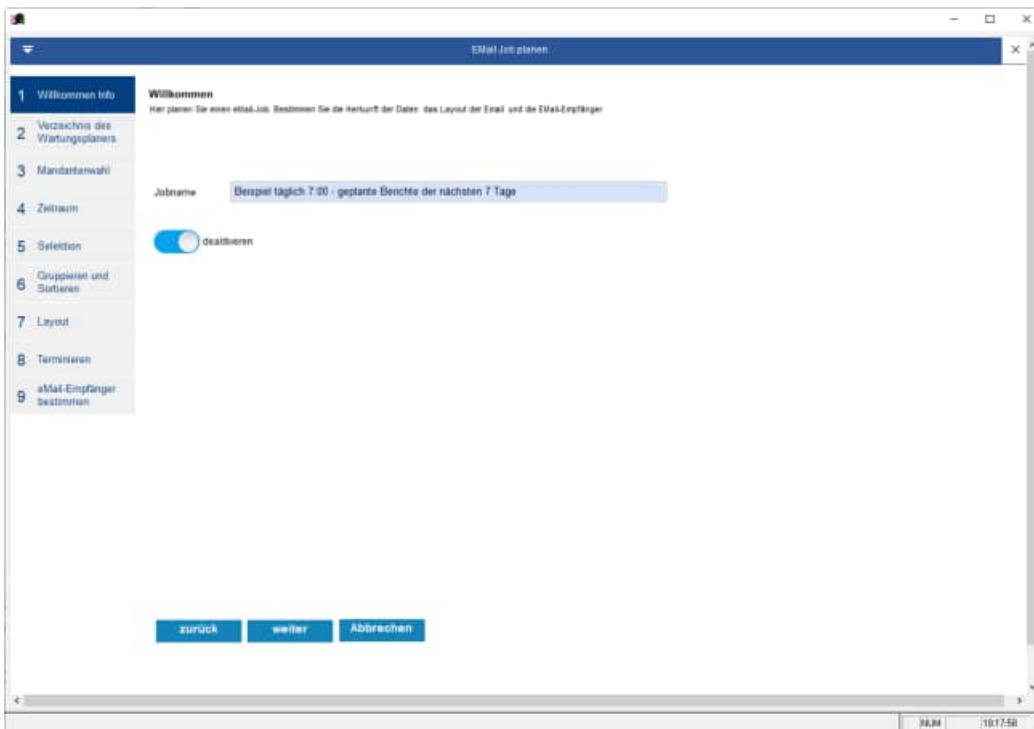 EMail Job planen
1 Willkommen Info
2 Verzeichnis des
Wartungsplaners
3 Mandantenwahl
4 Zeitraum
5 Selektion
6 Gruppieren und
Sortieren
7 Layout
8 Terminieren
9 eMail-Empfänger
bestimmen
Willkommen
Hier planen Sie einen eMail-Job. Bestimmen Sie die Herkunft der Daten das Layout der Email und die EMail-Empfänger
Jobname Beispiel täglich 7:00 - geplante Berichte der nächsten 7 Tage
deaktivieren
zurück weiter Abbrechen
NUM 18:17:58